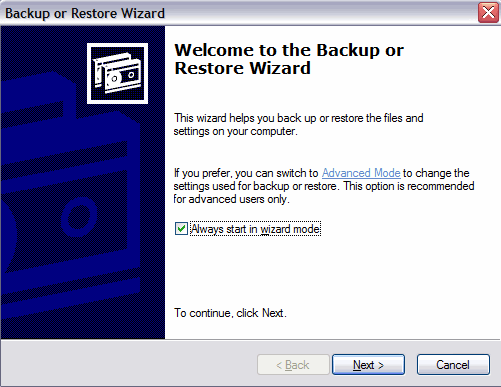 Backup or Restore Wizard
Welcome to the Backup or
Restore Wizard
This wizard helps you back up or restore the files and
settings on your computer.
If you prefer, you can switch to Advanced Mode to change the
settings used for backup or restore. This option is recommended
for advanced users only.
Always start in wizard mode
To continue, click Next.
< Back Next > Cancel